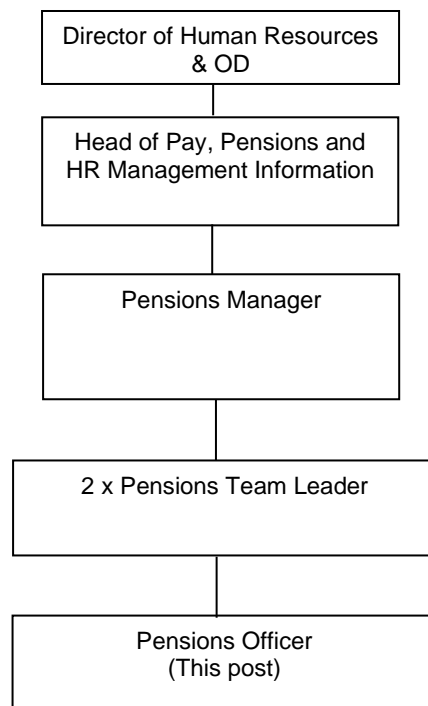 Director of Human Resources
& OD
Head of Pay, Pensions and
HR Management Information
Pensions Manager
2 x Pensions Team Leader
Pensions Officer
(This post)